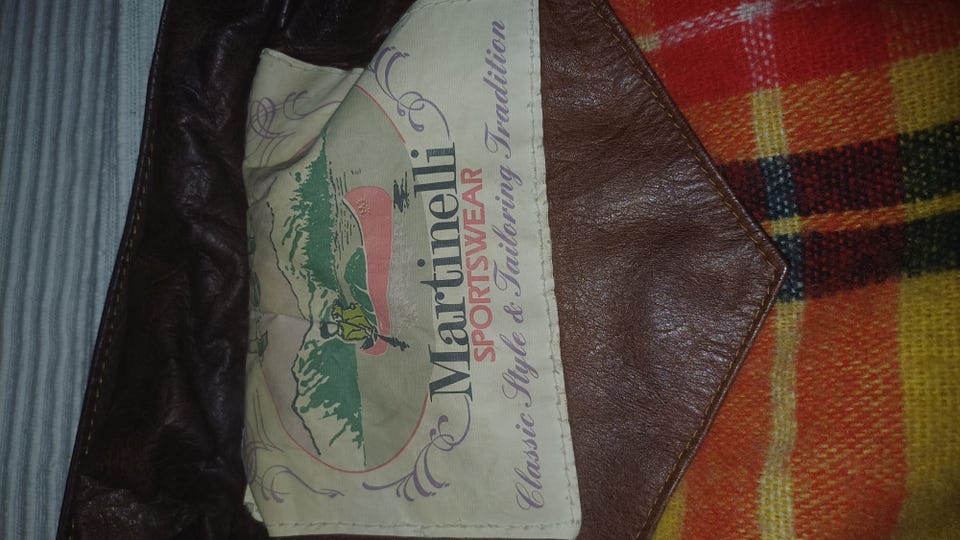 Martinelli
SPORTSWEAR
Classic Style & Tailoring Tradition